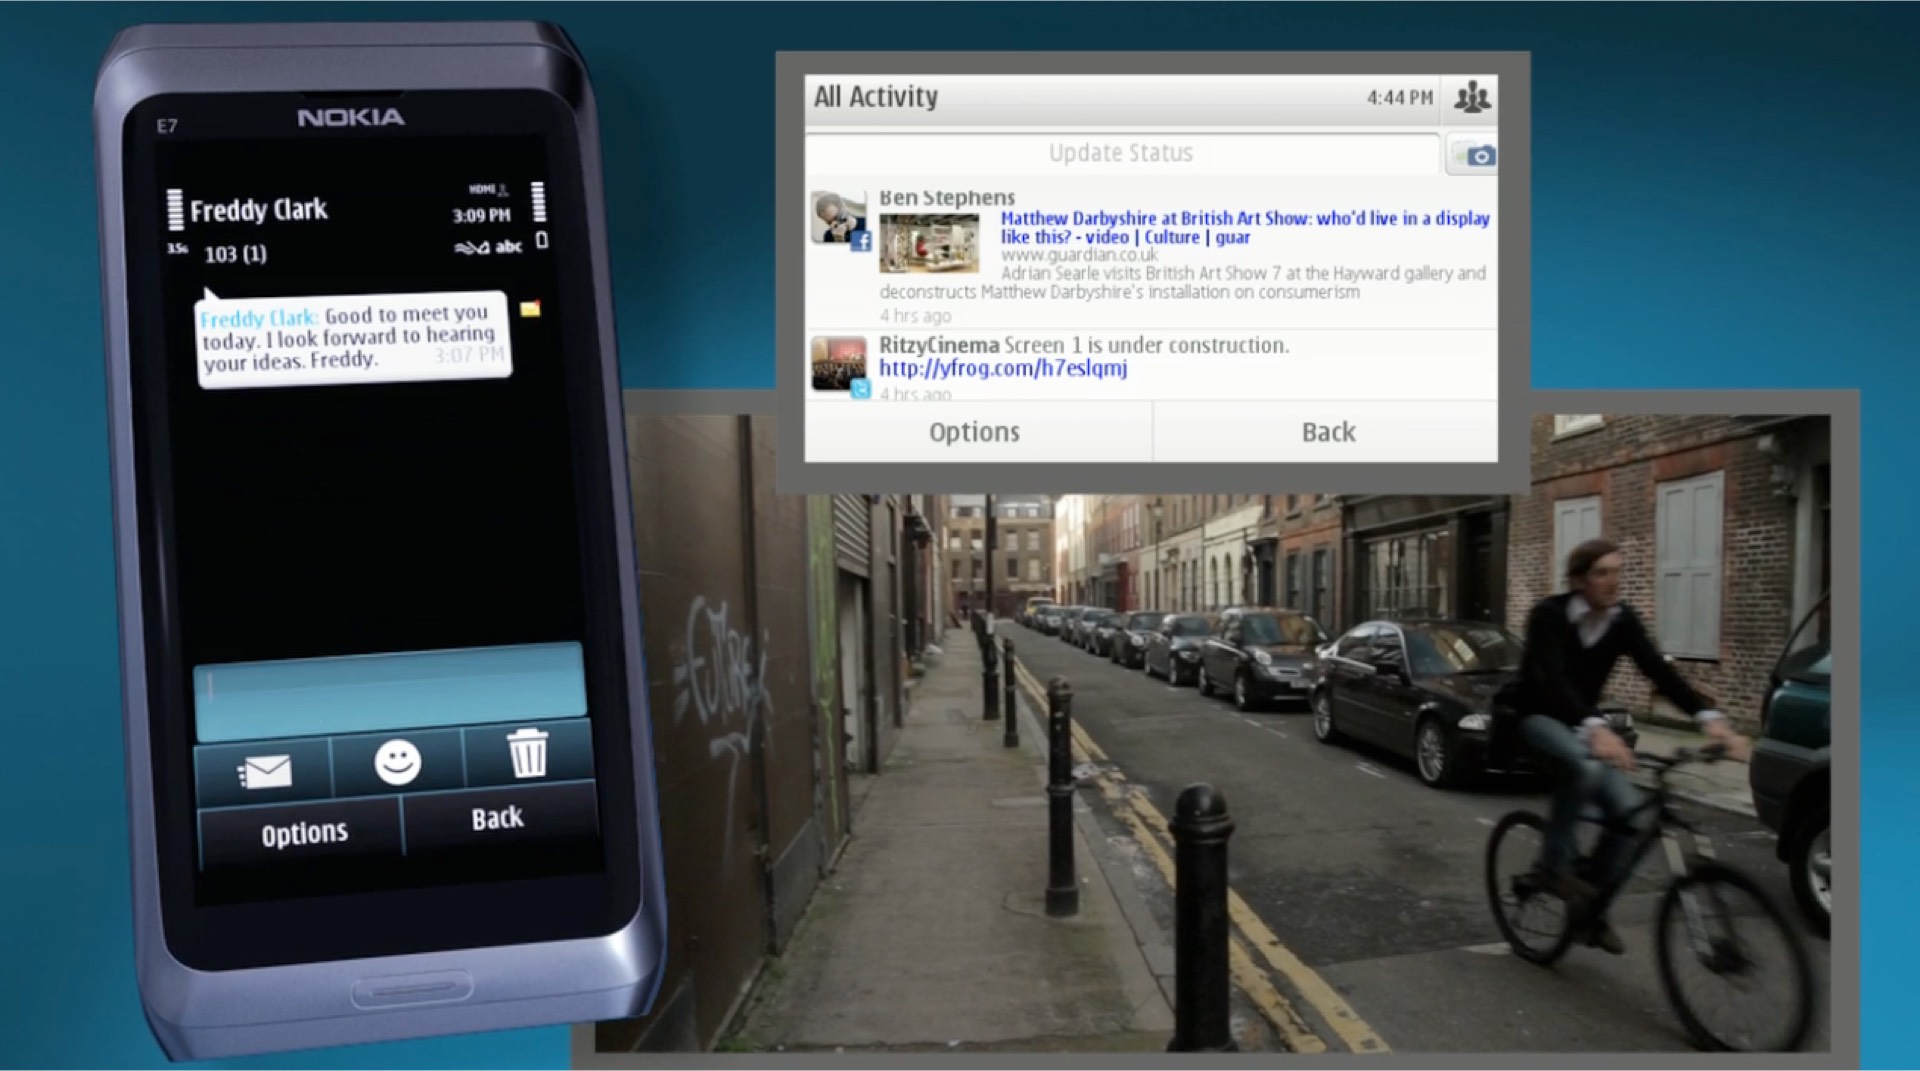 E7
NOKIA
HDMI
Freddy Clark
3:09 PM
3.5G
103 (1)
abc
Freddy Clark: Good to meet you
today. I look forward to hearing
your ideas. Freddy.
3:07 PM
Options
Back
All Activity
4:44 PM
Update Status
Ben Stephens
Matthew Darbyshire at British Art Show: who'd live in a display
like this? - video | Culture | guar
www.guardian.co.uk
Adrian Searle visits British Art Show 7 at the Hayward gallery and
deconstructs Matthew Darbyshire's installation on consumerism
4 hrs ago
RitzyCinema Screen 1 is under construction.
http://yfrog.com/h7eslqmj
4 hrs ago
Options
Back